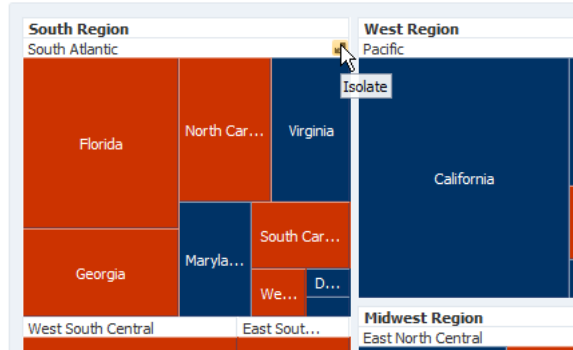 South Region
South Atlantic
Isolate
Florida
North Car...
Virginia
Georgia
Maryla...
South Car...
We...
D...
West South Central
East Sout...
West Region
Pacific
California
Midwest Region
East North Central